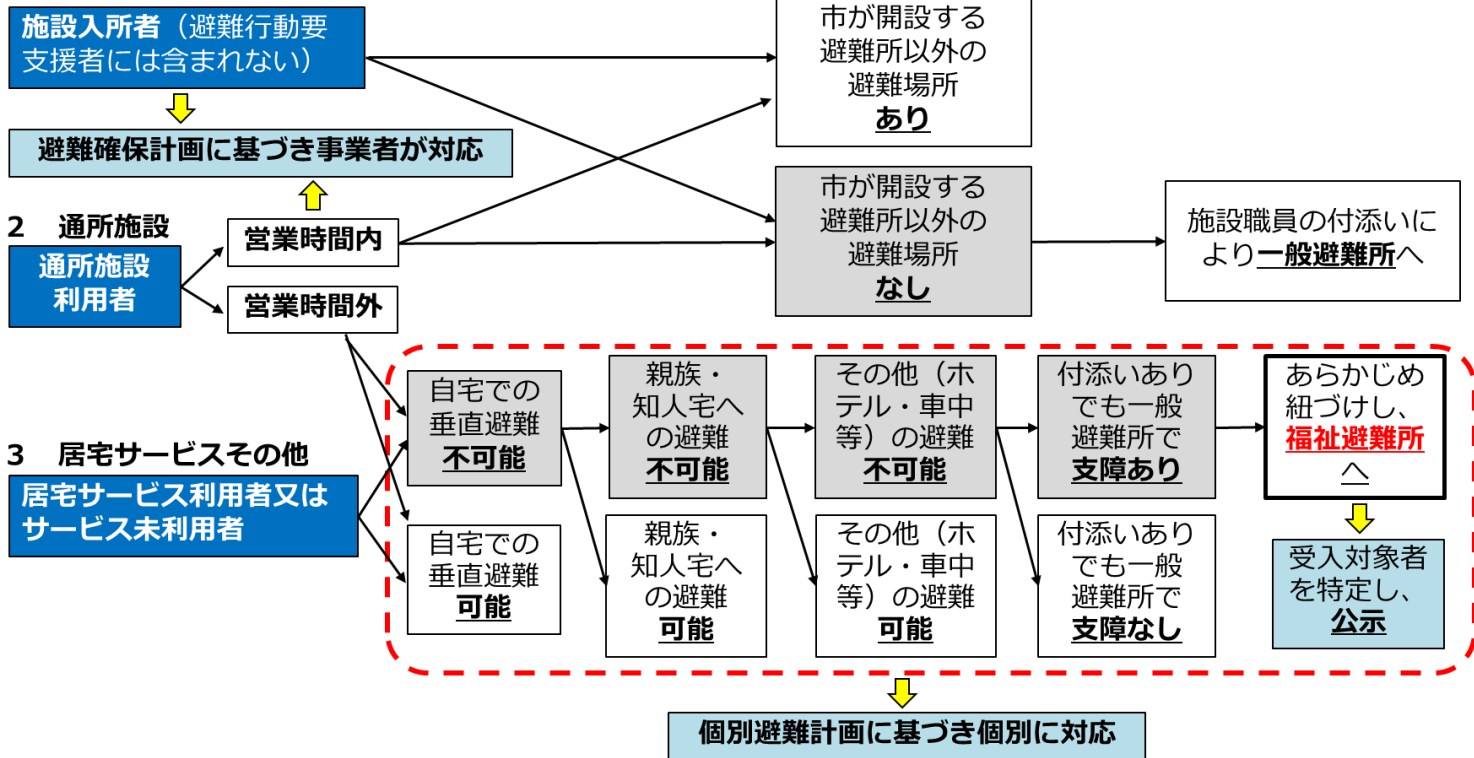 施設入所者（避難行動要
支援者には含まれない）
避難確保計画に基づき事業者が対応
市が開設する
避難所以外の
避難場所
あり
市が開設する
避難所以外の
避難場所
なし
施設職員の付添いに
より一般避難所へ
2　通所施設
通所施設
利用者
営業時間内
営業時間外
3　居宅サービスその他
居宅サービス利用者又は
サービス未利用者
自宅での
垂直避難
不可能
親族・
知人宅へ
の避難
不可能
その他（ホ
テル・車中
等）の避難
不可能
付添いあり
でも一般
避難所で
支障あり
あらかじめ
紐づけし、
福祉避難所
へ
自宅での
垂直避難
可能
親族・
知人宅へ
の避難
可能
その他（ホ
テル・車中
等）の避難
可能
付添いあり
でも一般
避難所で
支障なし
受入対象者
を特定し、
公示
個別避難計画に基づき個別に対応